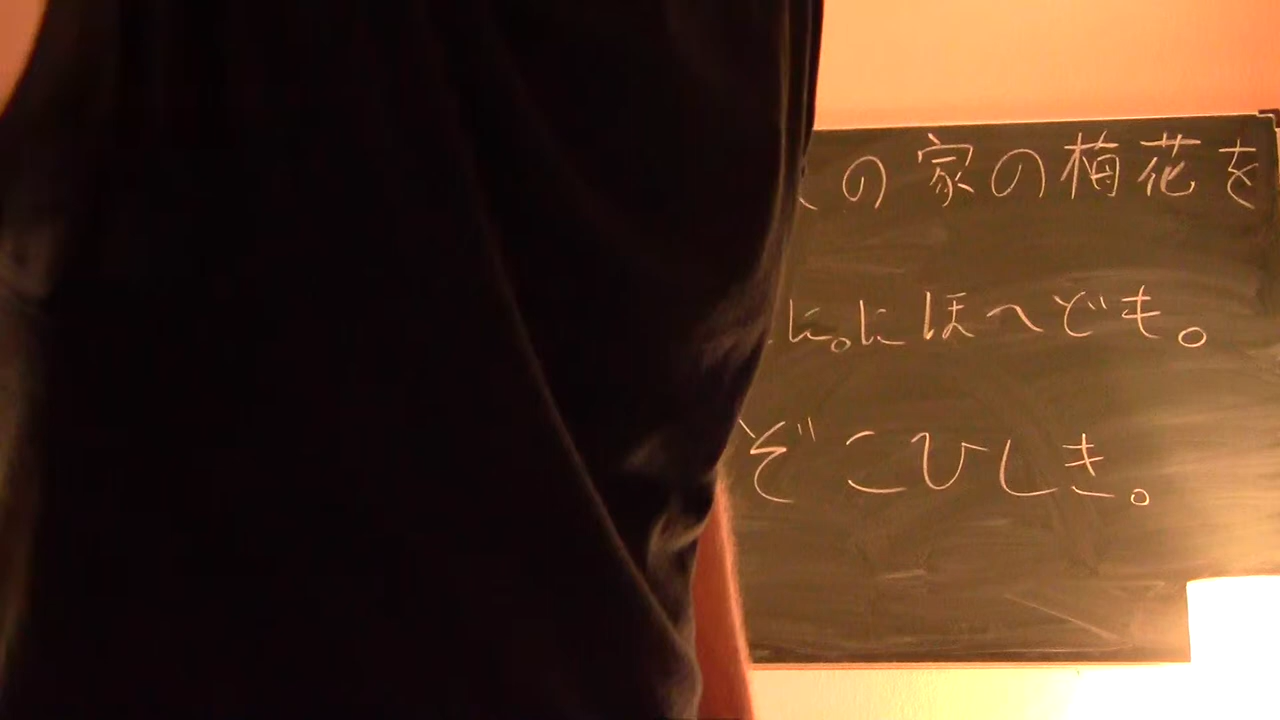 の家の梅花を
に。にほへども。
ぞこひしき。